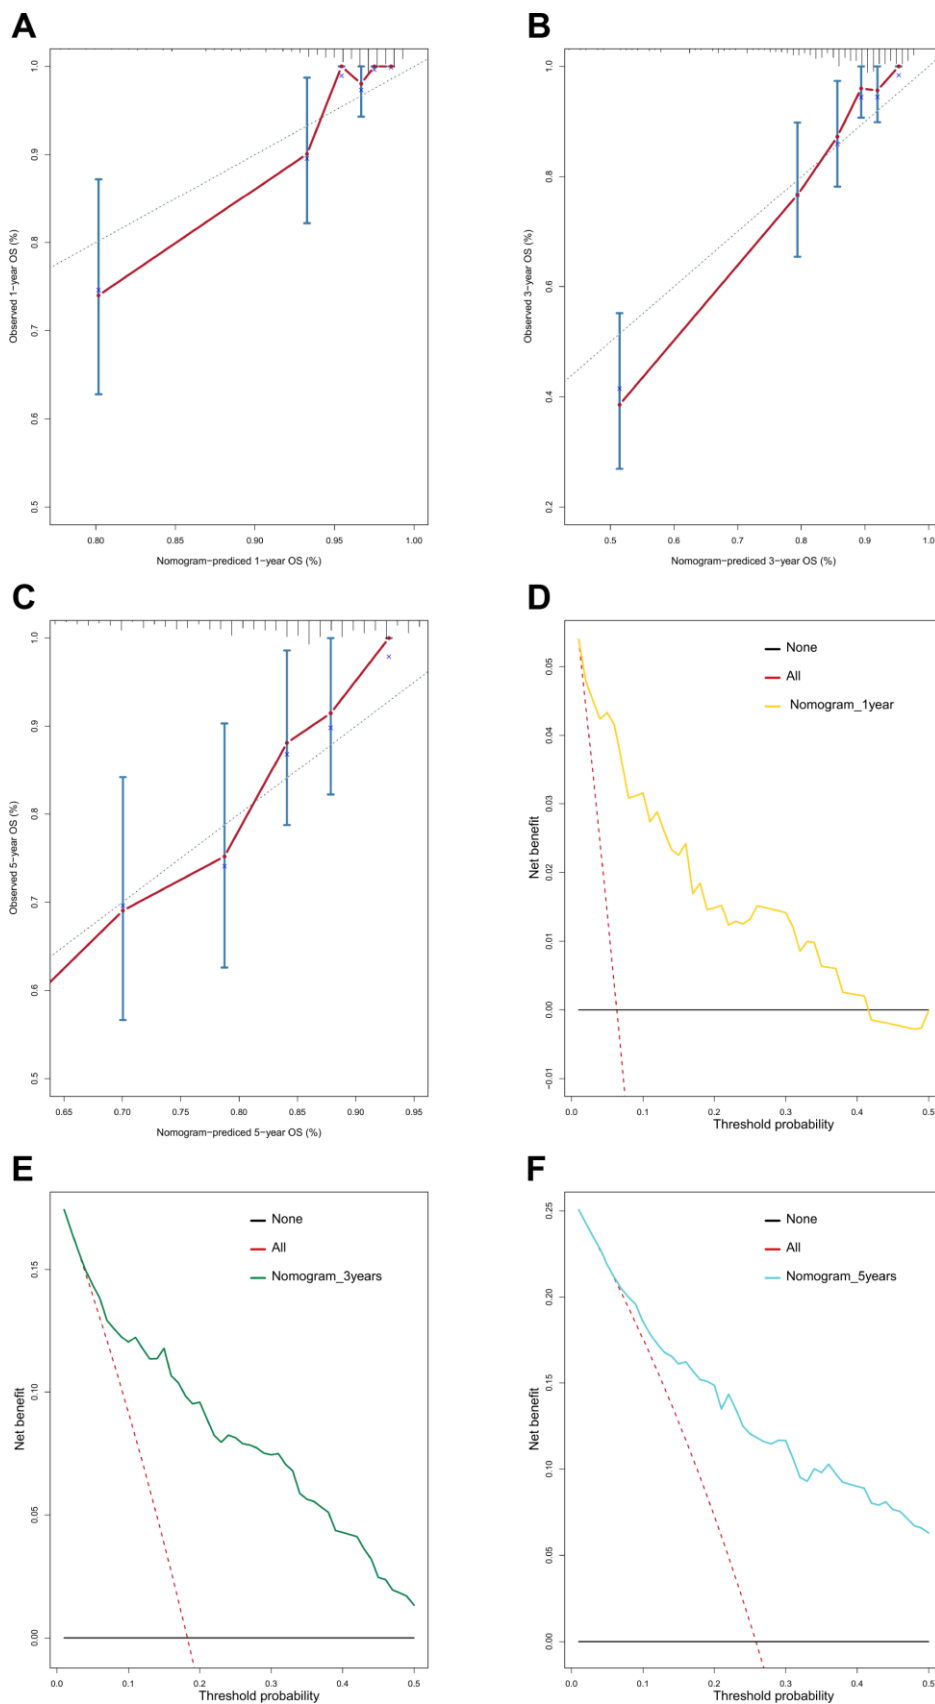 A
Observed 1−year OS (%)
1.0
0.9
0.8
0.7
0.6
0.5
0.80 0.85 0.90 0.95 1.00
Nomogram−prediced 1−year OS (%)
B
Observed 3−year OS (%)
1.0
0.8
0.6
0.4
0.2
0.5 0.6 0.7 0.8 0.9 1.0
Nomogram−prediced 3−year OS (%)
C
Observed 5−year OS (%)
1.0
0.9
0.8
0.7
0.6
0.5
0.65 0.70 0.75 0.80 0.85 0.90 0.95
Nomogram−prediced 5−year OS (%)
D
None
All
Nomogram_1year
Net benefit
0.05
0.04
0.03
0.02
0.01
0.00
−0.01
0.0 0.1 0.2 0.3 0.4 0.5
Threshold probability
E
None
All
Nomogram_3years
Net benefit
0.15
0.10
0.05
0.00
0.0 0.1 0.2 0.3 0.4 0.5
Threshold probability
F
None
All
Nomogram_5years
Net benefit
0.25
0.20
0.15
0.10
0.05
0.00
0.0 0.1 0.2 0.3 0.4 0.5
Threshold probability